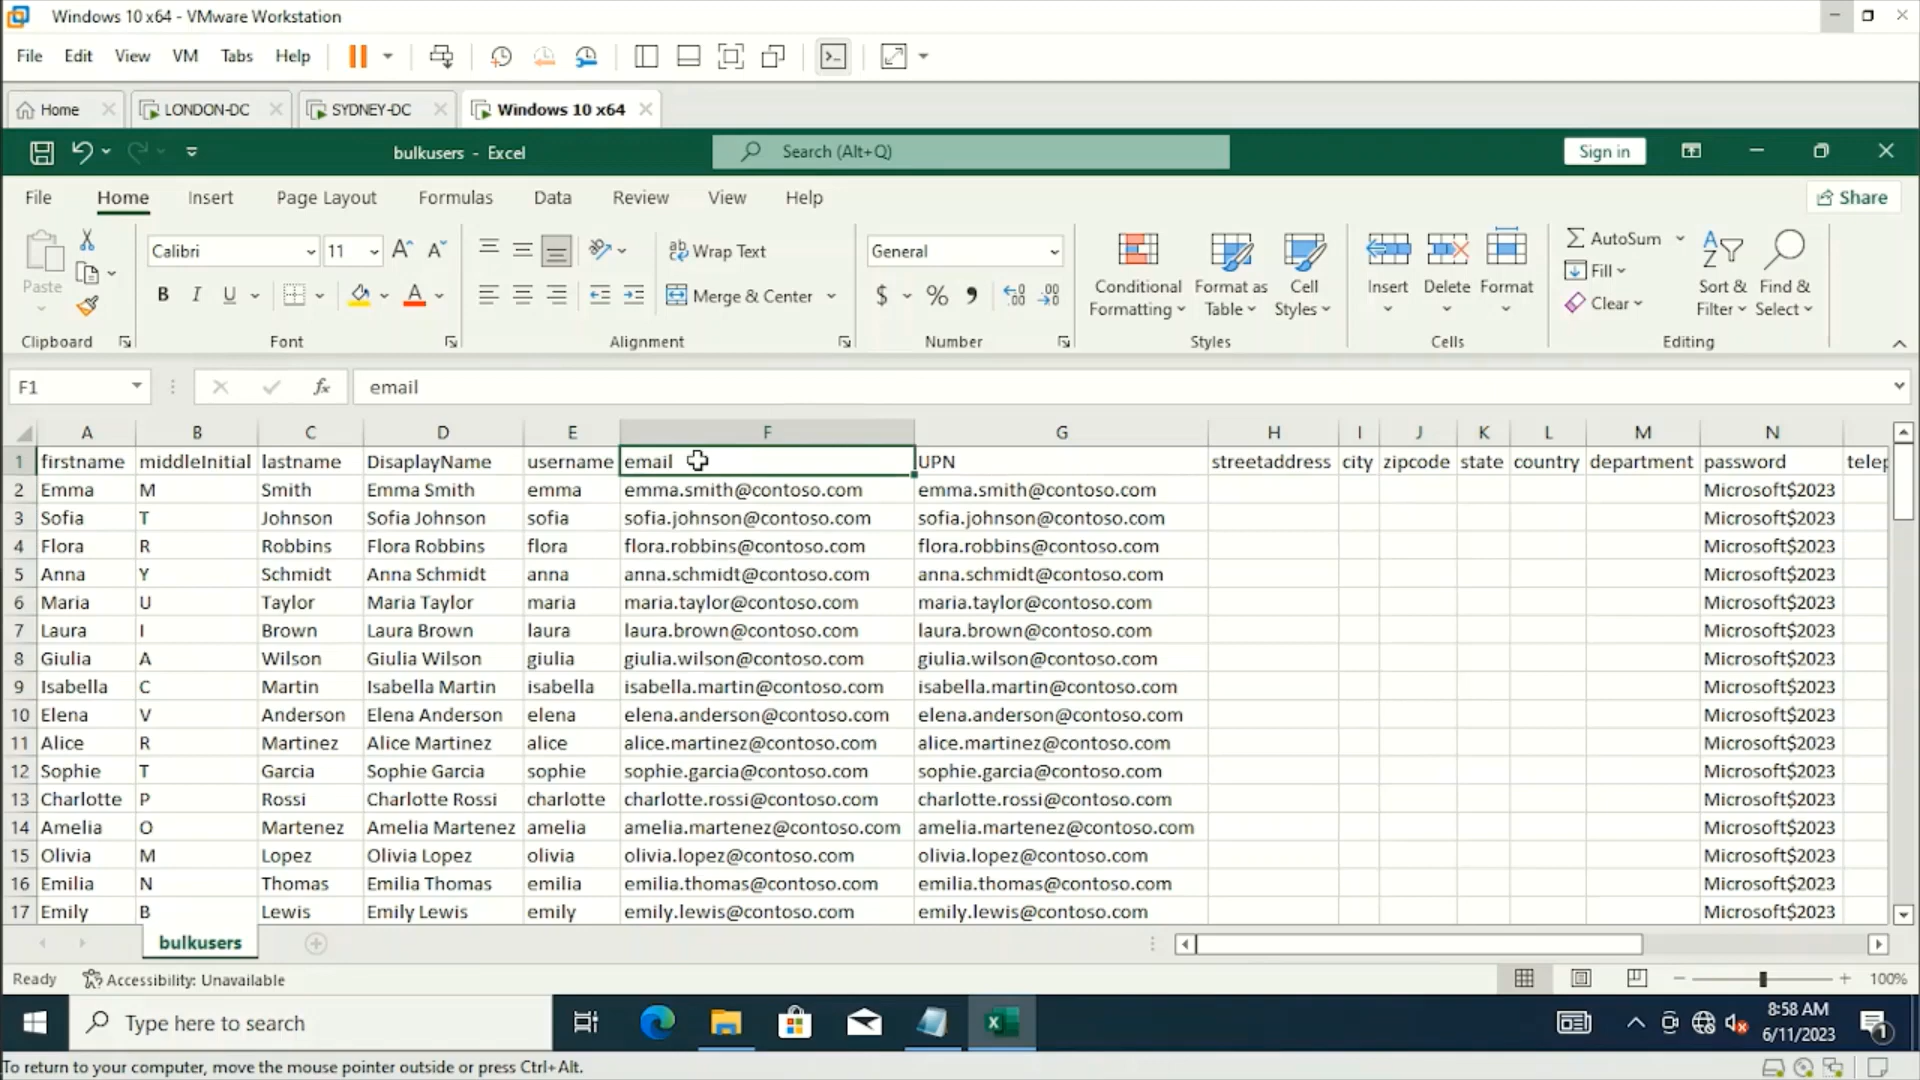 Windows 10 x64 - VMware Workstation
File Edit View VM Tabs Help
Home LONDON-DC SYDNEY-DC Windows 10 x64
bulkusers - Excel Search (Alt+Q) Sign in
File Home Insert Page Layout Formulas Data Review View Help Share
Calibri 11 Wrap Text General AutoSum
Paste Fill
B I U Merge & Center $ % Conditional Formatting Format as Table Cell Styles Insert Delete Format Clear Sort & Filter Find & Select
Clipboard Font Alignment Number Styles Cells Editing
F1 fx email
A B C D E F G H I J K L M N
1 firstname middleInitial lastname DisaplayName username email UPN streetaddress city zipcode state country department password telep
2 Emma M Smith Emma Smith emma emma.smith@contoso.com emma.smith@contoso.com Microsoft$2023
3 Sofia T Johnson Sofia Johnson sofia sofia.johnson@contoso.com sofia.johnson@contoso.com Microsoft$2023
4 Flora R Robbins Flora Robbins flora flora.robbins@contoso.com flora.robbins@contoso.com Microsoft$2023
5 Anna Y Schmidt Anna Schmidt anna anna.schmidt@contoso.com anna.schmidt@contoso.com Microsoft$2023
6 Maria U Taylor Maria Taylor maria maria.taylor@contoso.com maria.taylor@contoso.com Microsoft$2023
7 Laura I Brown Laura Brown laura laura.brown@contoso.com laura.brown@contoso.com Microsoft$2023
8 Giulia A Wilson Giulia Wilson giulia giulia.wilson@contoso.com giulia.wilson@contoso.com Microsoft$2023
9 Isabella C Martin Isabella Martin isabella isabella.martin@contoso.com isabella.martin@contoso.com Microsoft$2023
10 Elena V Anderson Elena Anderson elena elena.anderson@contoso.com elena.anderson@contoso.com Microsoft$2023
11 Alice R Martinez Alice Martinez alice alice.martinez@contoso.com alice.martinez@contoso.com Microsoft$2023
12 Sophie T Garcia Sophie Garcia sophie sophie.garcia@contoso.com sophie.garcia@contoso.com Microsoft$2023
13 Charlotte P Rossi Charlotte Rossi charlotte charlotte.rossi@contoso.com charlotte.rossi@contoso.com Microsoft$2023
14 Amelia O Martenez Amelia Martenez amelia amelia.martenez@contoso.com amelia.martenez@contoso.com Microsoft$2023
15 Olivia M Lopez Olivia Lopez olivia olivia.lopez@contoso.com olivia.lopez@contoso.com Microsoft$2023
16 Emilia N Thomas Emilia Thomas emilia emilia.thomas@contoso.com emilia.thomas@contoso.com Microsoft$2023
17 Emily B Lewis Emily Lewis emily emily.lewis@contoso.com emily.lewis@contoso.com Microsoft$2023
bulkusers
Ready Accessibility: Unavailable 100%
Type here to search 8:58 AM
6/11/2023 1
To return to your computer, move the mouse pointer outside or press Ctrl+Alt.